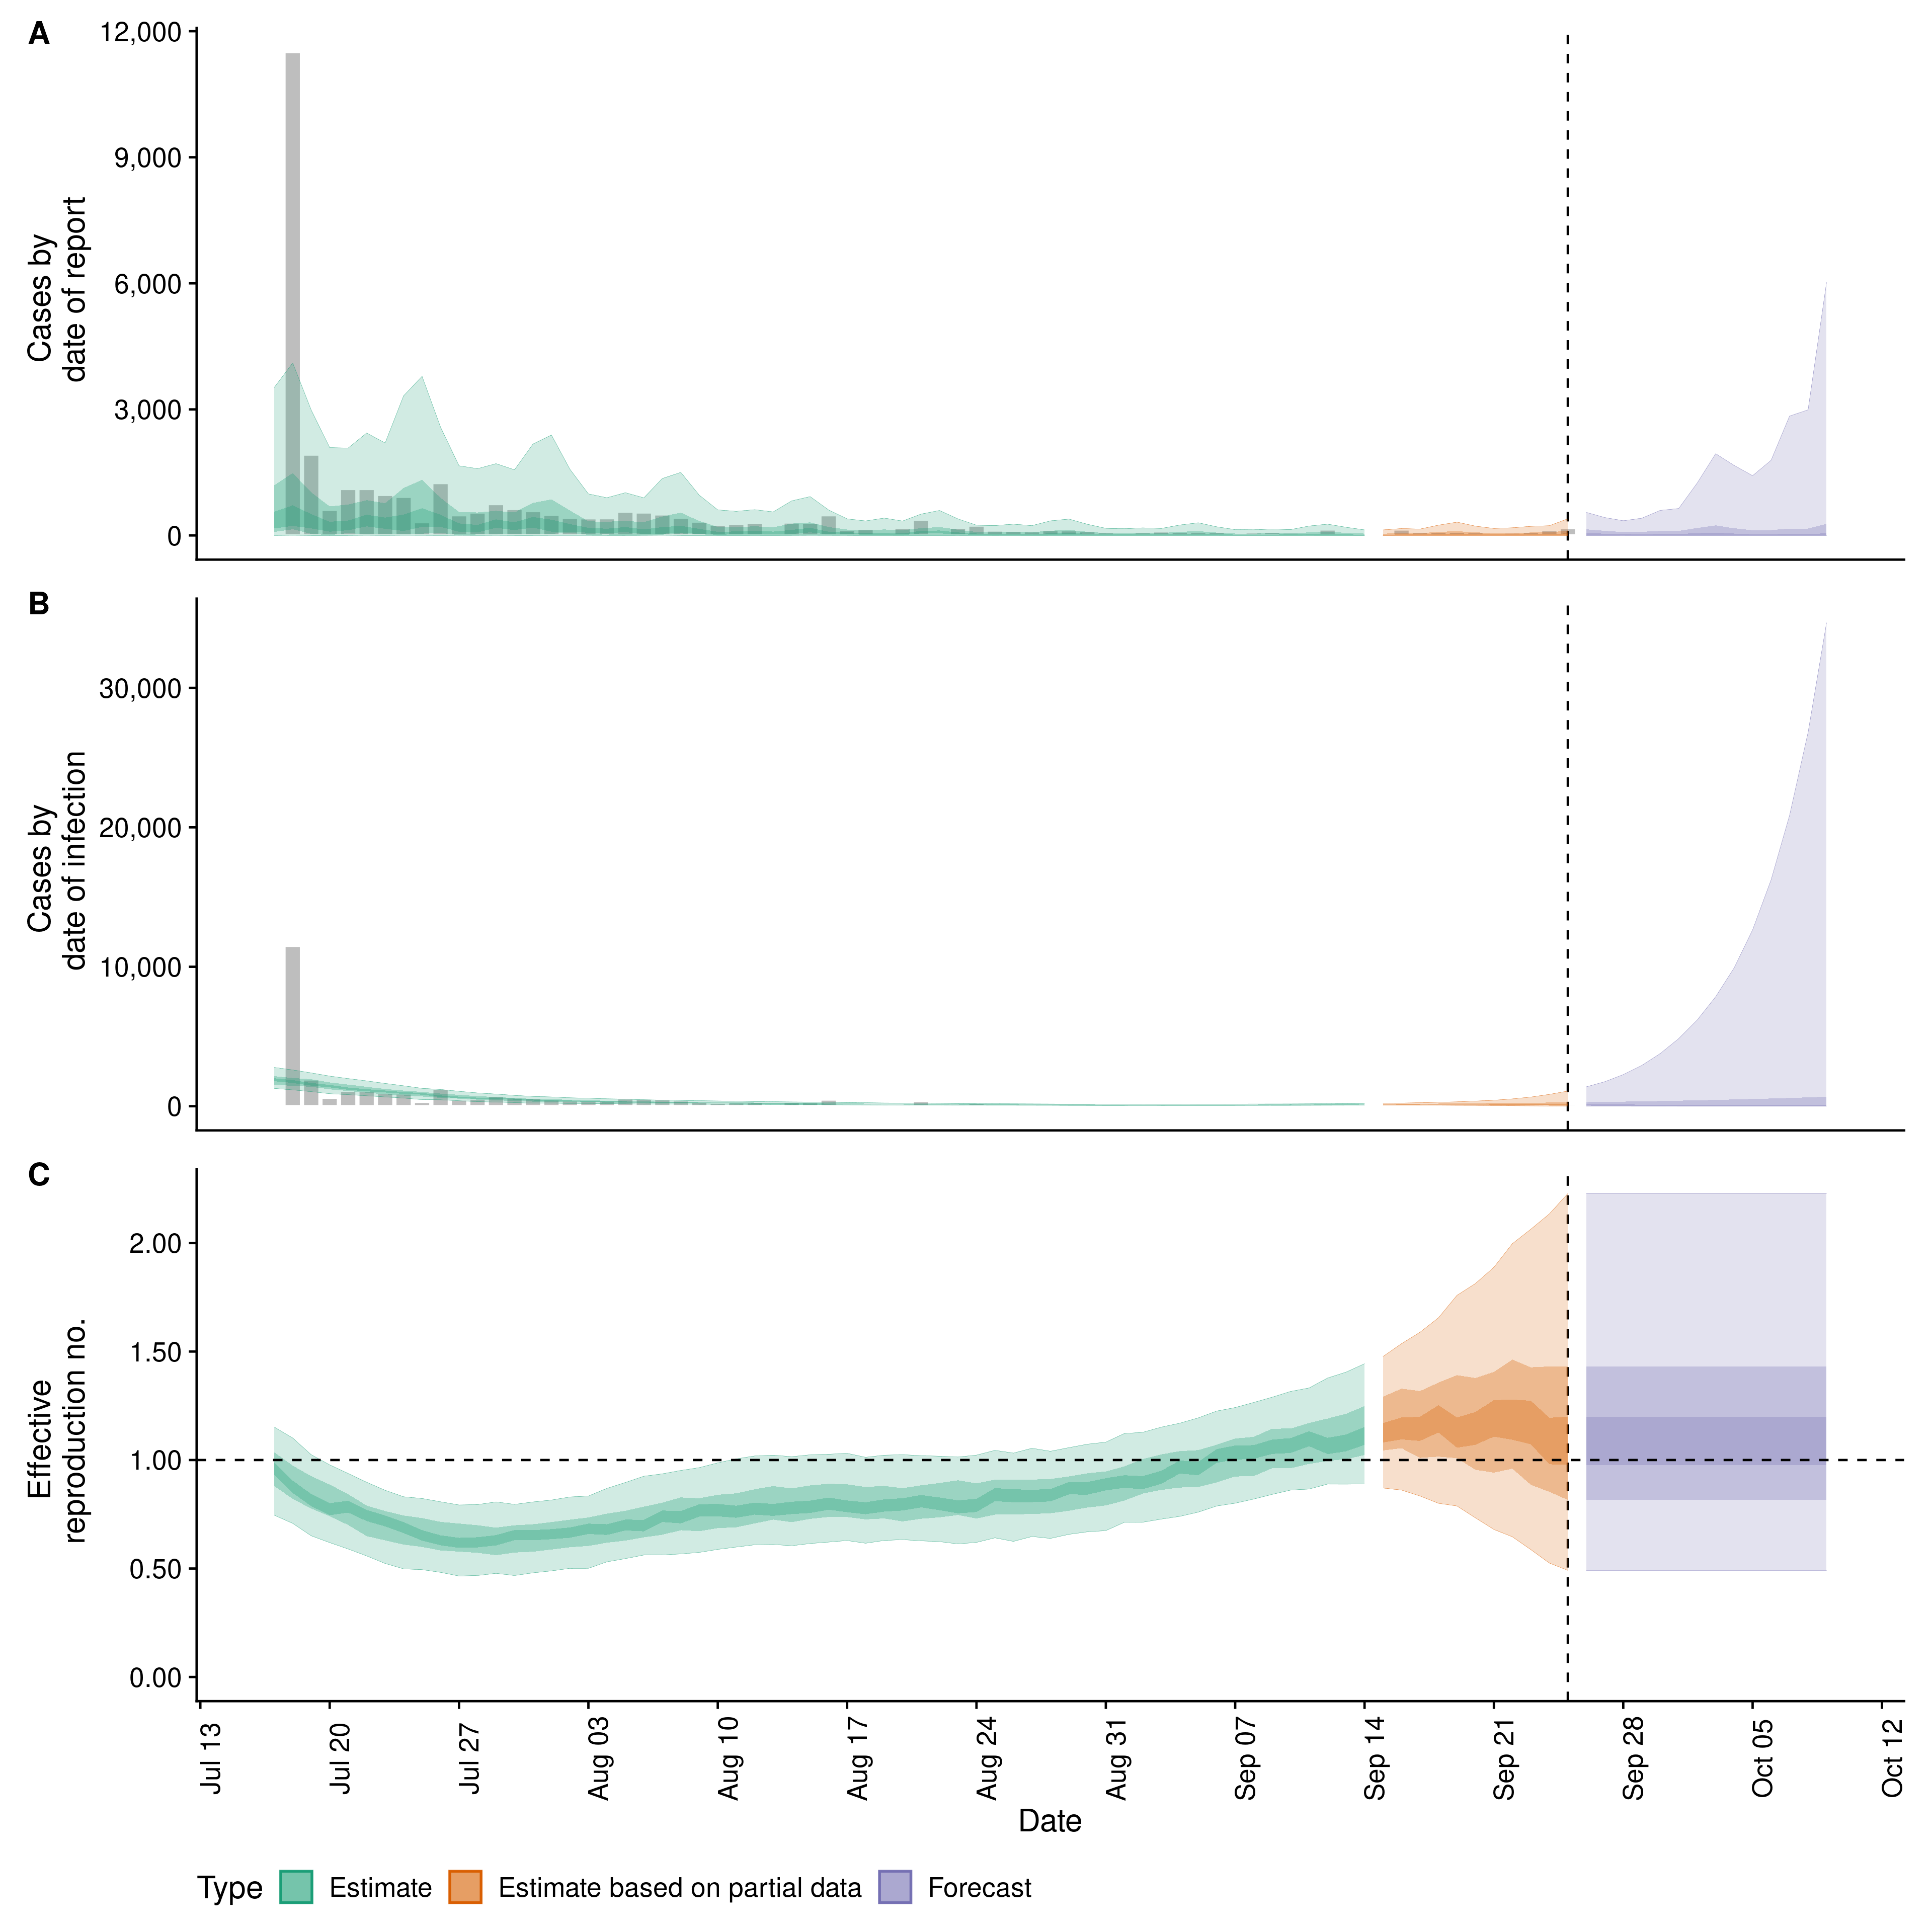 A
12,000
9,000
6,000
3,000
0
Cases by
date of report
B
30,000
20,000
10,000
0
Cases by
date of infection
C
2.00
1.50
1.00
0.50
0.00
Effective
reproduction no.
Jul 13
Jul 20
Jul 27
Aug 03
Aug 10
Aug 17
Aug 24
Aug 31
Sep 07
Sep 14
Sep 21
Sep 28
Oct 05
Oct 12
Date
Type Estimate Estimate based on partial data Forecast